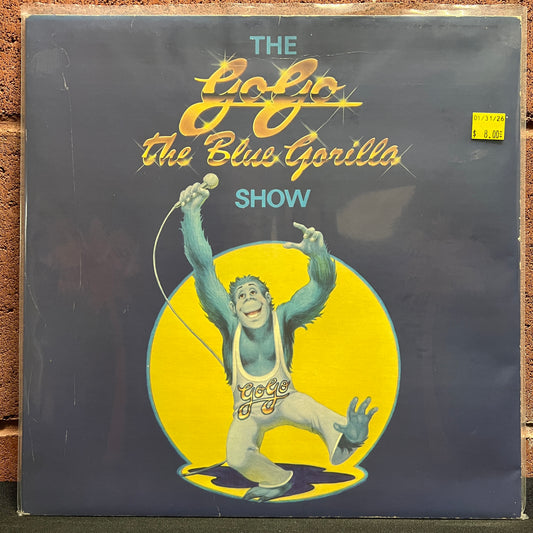 THE
GoGo
the Blue Gorilla
SHOW
01/31/26
$ 8.00
GoGo